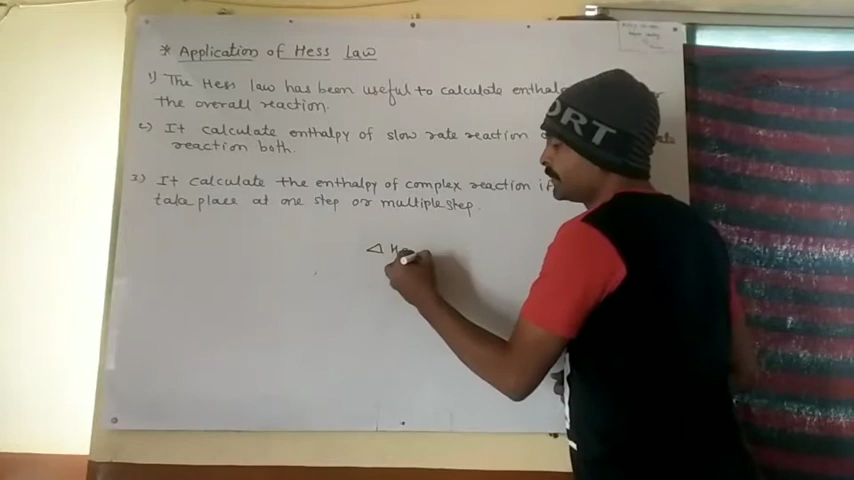 * Application of Hess Law
1) The Hess law has been useful to calculate enthal
the overall reaction.
2) It calculate enthalpy of slow rate reaction
reaction both.
3) It calculate the enthalpy of complex reaction if
take place at one step or multiple step.
ORT